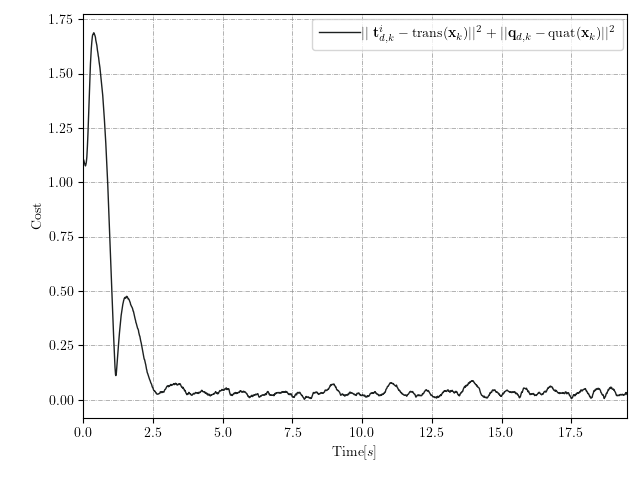 1.75
|| t^i_{d,k} − trans(x_k)||^2 + ||q_{d,k} − quat(x_k)||^2
1.50
1.25
1.00
Cost
0.75
0.50
0.25
0.00
0.0 2.5 5.0 7.5 10.0 12.5 15.0 17.5
Time[s]